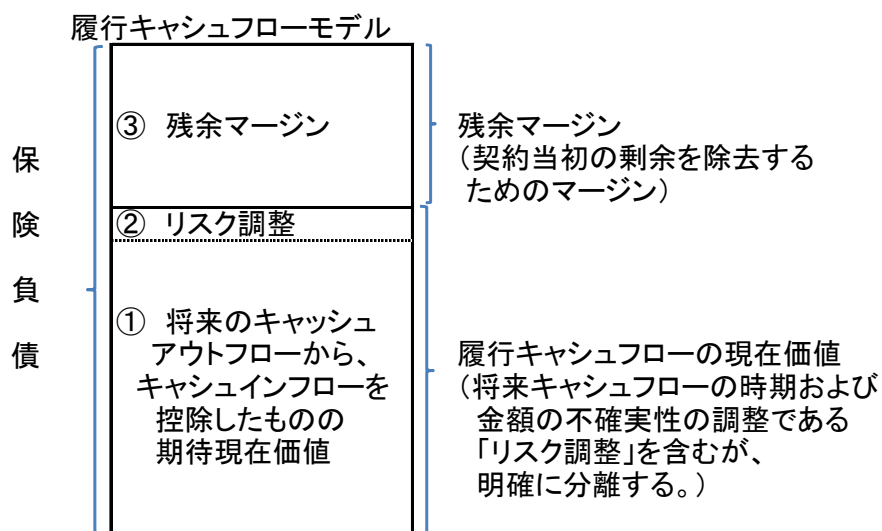 履行キャシュフローモデル
保
険
負
債
③ 残余マージン
② リスク調整
① 将来のキャッシュ
アウトフローから、
キャシュインフローを
控除したものの
期待現在価値
残余マージン
(契約当初の剰余を除去する
ためのマージン)
履行キャシュフローの現在価値
(将来キャシュフローの時期および
金額の不確実性の調整である
「リスク調整」を含むが、
明確に分離する。)